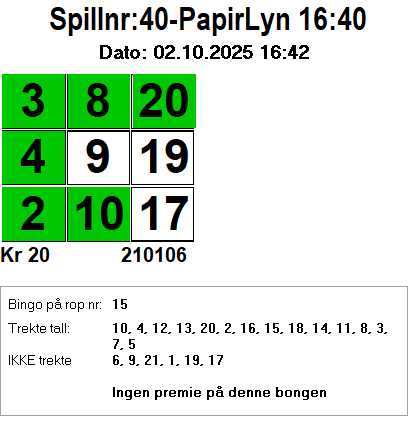 Spillnr:40-PapirLyn 16:40
Dato: 02.10.2025 16:42
3 8 20
4 9 19
2 10 17
Kr 20 210106
Bingo på rop nr: 15
Trekte tall: 10, 4, 12, 13, 20, 2, 16, 15, 18, 14, 11, 8, 3,
7, 5
IKKE trekte 6, 9, 21, 1, 19, 17
Ingen premie på denne bongen